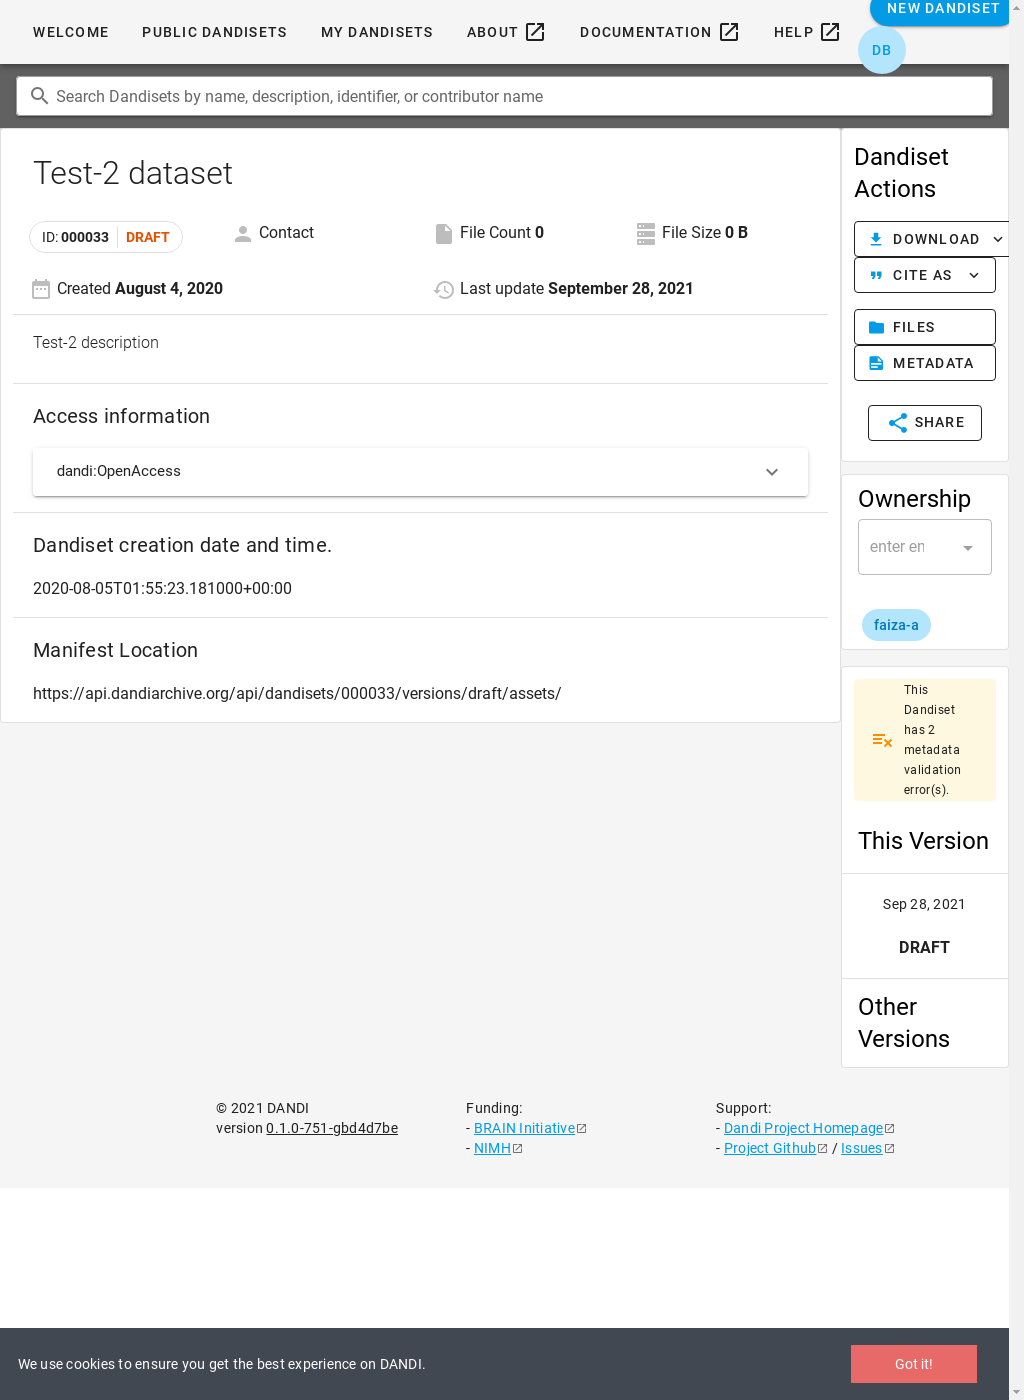 WELCOME PUBLIC DANDISETS MY DANDISETS ABOUT DOCUMENTATION HELP NEW DANDISET
DB
Search Dandisets by name, description, identifier, or contributor name
Test-2 dataset
ID: 000033 DRAFT Contact File Count 0 File Size 0 B
Created August 4, 2020 Last update September 28, 2021
Test-2 description
Access information
dandi:OpenAccess
Dandiset creation date and time.
2020-08-05T01:55:23.181000+00:00
Manifest Location
https://api.dandiarchive.org/api/dandisets/000033/versions/draft/assets/
Dandiset
Actions
DOWNLOAD
CITE AS
FILES
METADATA
SHARE
Ownership
enter en
faiza-a
This
Dandiset
has 2
metadata
validation
error(s).
This Version
Sep 28, 2021
DRAFT
Other
Versions
© 2021 DANDI
version 0.1.0-751-gbd4d7be
Funding:
- BRAIN Initiative
- NIMH
Support:
- Dandi Project Homepage
- Project Github / Issues
We use cookies to ensure you get the best experience on DANDI.
Got it!